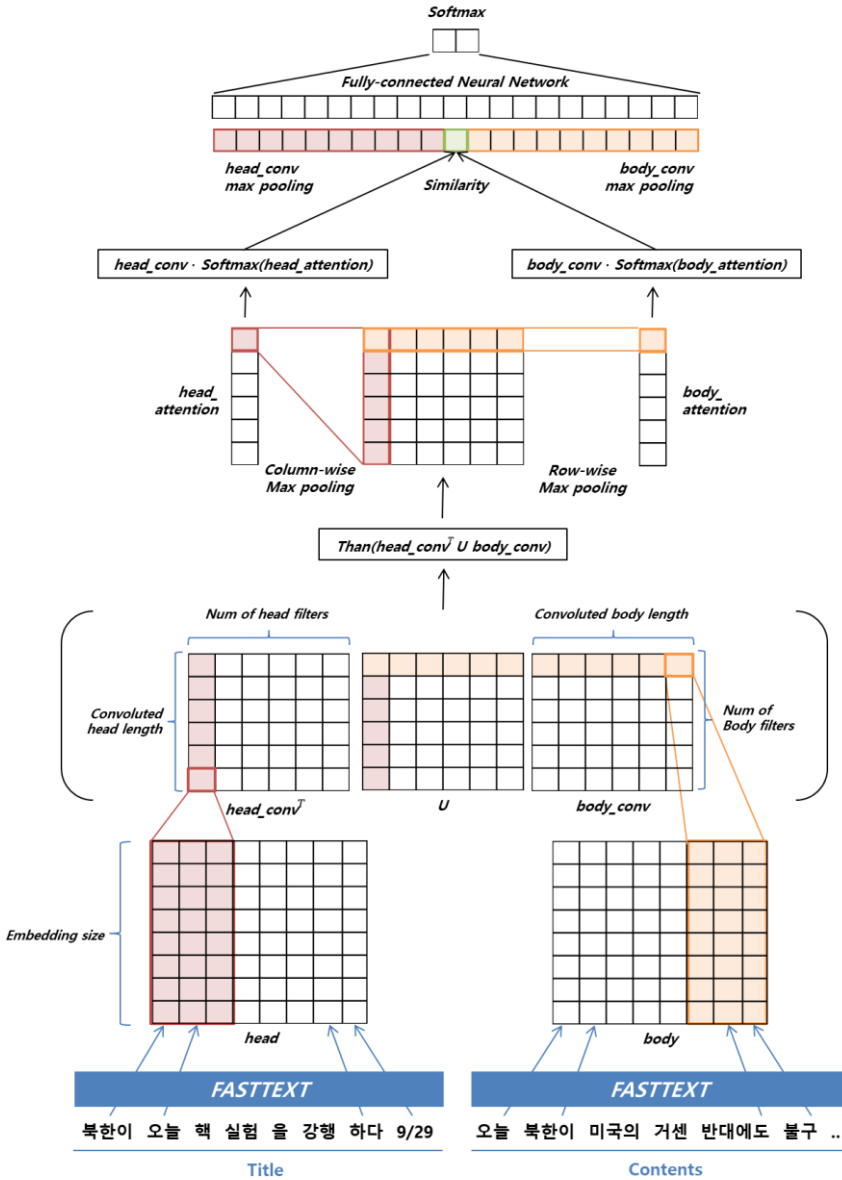 Softmax
Fully-connected Neural Network
head_conv
max pooling
Similarity
body_conv
max pooling
head_conv · Softmax(head_attention)
body_conv · Softmax(body_attention)
head_
attention
body_
attention
Column-wise
Max pooling
Row-wise
Max pooling
Than(head_convᵀ U body_conv)
Num of head filters
Convoluted body length
Convoluted
head length
Num of
Body filters
head_convᵀ
U
body_conv
Embedding size
head
body
FASTTEXT
FASTTEXT
북한이 오늘 핵 실험 을 강행 하다 9/29
오늘 북한이 미국의 거센 반대에도 불구 ..
Title
Contents